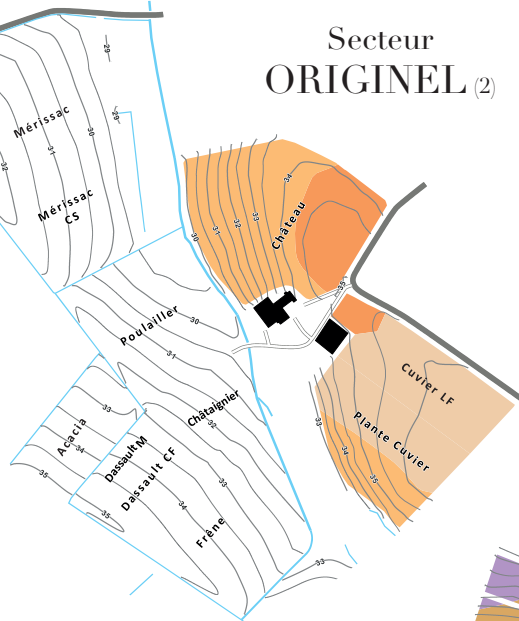 Secteur
ORIGINEL (2)
29
Mérissac
29
30
31
32
Mérissac
CS
34
33
32
31
30
Château
35
Poulailler
30
31
Cuvier LF
Châtaignier
32
33
Acacia
34
35
Plante Cuvier
33
34
35
Dassault M
Dassault CF
33
34
35
Frêne
33